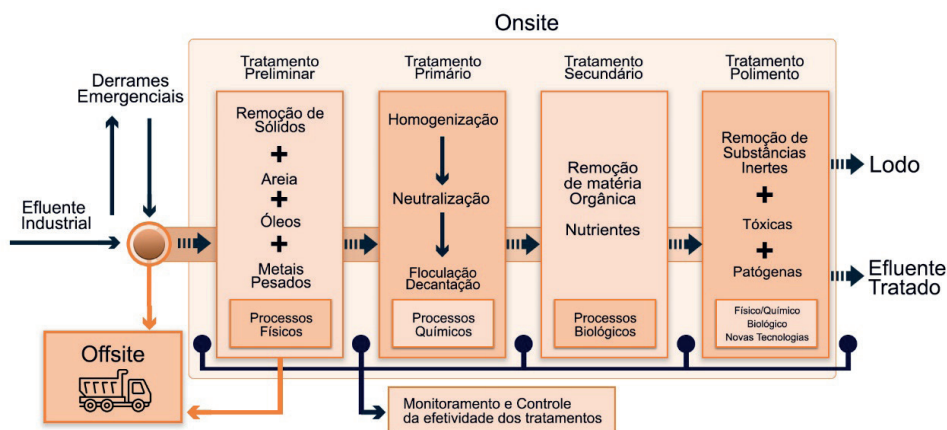 Onsite
Derrames
Emergenciais
Efluente
Industrial
Offsite
Tratamento
Preliminar
Remoção de
Sólidos
+
Areia
+
Óleos
+
Metais
Pesados
Processos
Físicos
Tratamento
Primário
Homogenização
Neutralização
Floculação
Decantação
Processos
Químicos
Tratamento
Secundário
Remoção
de matéria
Orgânica
Nutrientes
Processos
Biológicos
Tratamento
Polimento
Remoção de
Substâncias
Inertes
+
Tóxicas
+
Patógenas
Físico/Químico
Biológico
Novas Tecnologias
Lodo
Efluente
Tratado
Monitoramento e Controle
da efetividade dos tratamentos